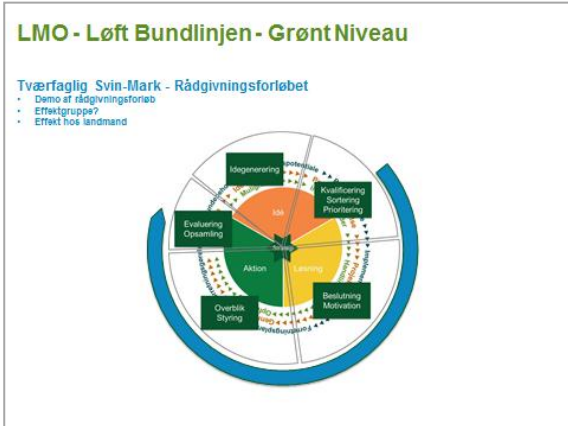 LMO - Løft Bundlinjen - Grønt Niveau
Tværfaglig Svin-Mark - Rådgivningsforløbet
• Demo af rådgivningsforløb
• Effektgruppe?
• Effekt hos landmand
Idegenerering
Kvalificering
Sortering
Prioritering
Idé
Evaluering
Opsamling
Aktion
Løsning
Beslutning
Motivation
Overblik
Styring